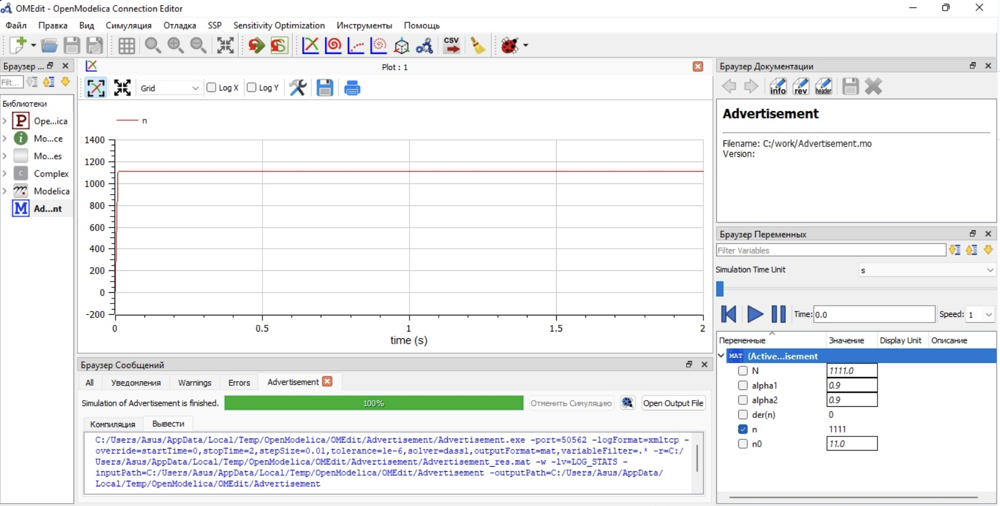 OMEdit - OpenModelica Connection Editor
Файл Правка Вид Симуляция Отладка SSP Sensitivity Optimization Инструменты Помощь
CSV
Браузер ...
Filt...
Библиотеки
P Ope...ica
i Mo...ce
Mo...es
C Complex
Modelica
M Ad...nt
Plot : 1
Grid Log X Log Y
n
1400
1200
1000
800
600
400
200
0
-200
0 0.5 1 1.5 2
time (s)
Браузер Сообщений
All Уведомления Warnings Errors Advertisement
Simulation of Advertisement is finished. 100% Отменить Симуляцию Open Output File
Компиляция Вывести
C:/Users/Asus/AppData/Local/Temp/OpenModelica/OMEdit/Advertisement/Advertisement.exe -port=50562 -logFormat=xmltcp -
override=startTime=0,stopTime=2,stepSize=0.01,tolerance=1e-6,solver=dassl,outputFormat=mat,variableFilter=.* -r=C:/
Users/Asus/AppData/Local/Temp/OpenModelica/OMEdit/Advertisement/Advertisement_res.mat -w -lv=LOG_STATS -
inputPath=C:/Users/Asus/AppData/Local/Temp/OpenModelica/OMEdit/Advertisement -outputPath=C:/Users/Asus/AppData/
Local/Temp/OpenModelica/OMEdit/Advertisement
Браузер Документации
info rev header
Advertisement
Filename: C:/work/Advertisement.mo
Version:
Браузер Переменных
Filter Variables
Simulation Time Unit s
Time: 0.0 Speed: 1
Переменные Значение Display Unit Описание
MAT (Active...isement
N 1111.0
alpha1 0.9
alpha2 0.9
der(n) 0
n 1111
n0 11.0